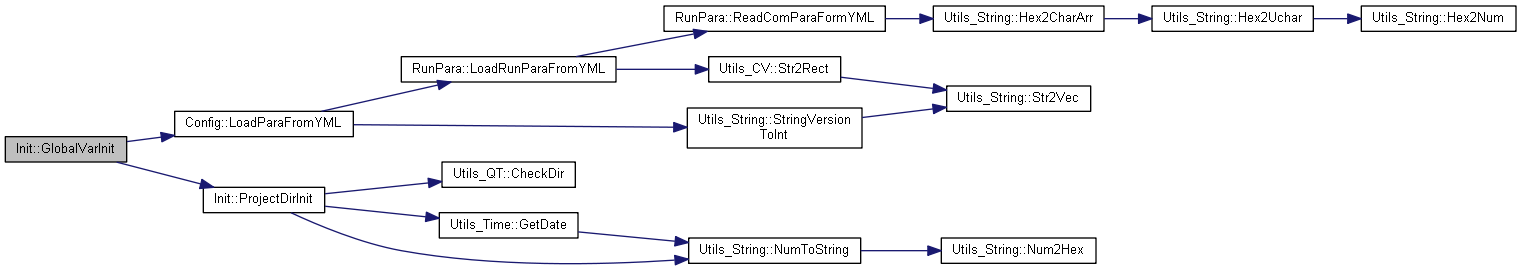 RunPara::ReadComParaFormYML
Utils_String::Hex2CharArr
Utils_String::Hex2Uchar
Utils_String::Hex2Num
RunPara::LoadRunParaFromYML
Utils_CV::Str2Rect
Utils_String::Str2Vec
Config::LoadParaFromYML
Utils_String::StringVersion
ToInt
Init::GlobalVarInit
Utils_QT::CheckDir
Init::ProjectDirInit
Utils_Time::GetDate
Utils_String::NumToString
Utils_String::Num2Hex